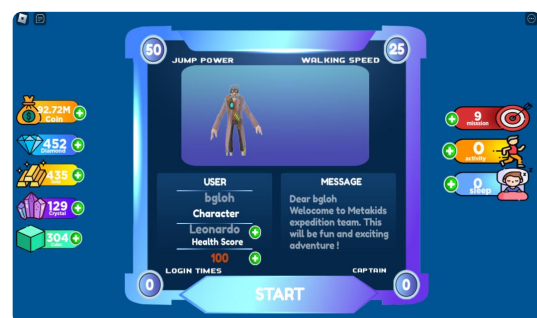 50
25
JUMP POWER
WALKING SPEED
92.72M
Coin
452
Diamond
435
129
Crystal
304
9
mission
0
activity
0
sleep
USER
bgloh
Character
Leonardo
Health Score
100
MESSAGE
Dear bgloh
Welocome to Metakids
expedition team. This
will be fun and exciting
adventure !
LOGIN TIMES
CAPTAIN
0
START
0